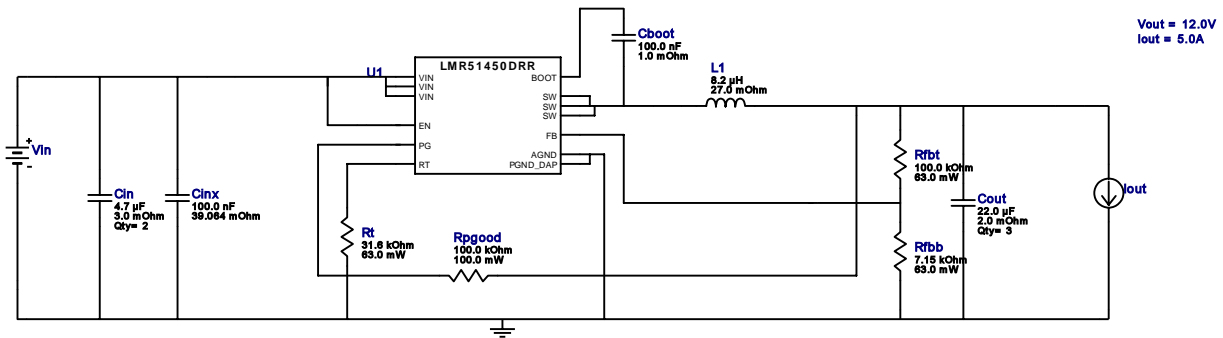 Vout = 12.0V
Iout = 5.0A
Cboot
100.0 nF
1.0 mOhm
U1
LMR51450DRR
VIN
VIN
VIN
EN
PG
RT
BOOT
SW
SW
SW
FB
AGND
PGND_DAP
L1
8.2 µH
27.0 mOhm
Vin
Cin
4.7 µF
3.0 mOhm
Qty= 2
Cinx
100.0 nF
39.064 mOhm
Rt
31.6 kOhm
63.0 mW
Rpgood
100.0 kOhm
100.0 mW
Rfbt
100.0 kOhm
63.0 mW
Cout
22.0 µF
2.0 mOhm
Qty= 3
Rfbb
7.15 kOhm
63.0 mW
Iout